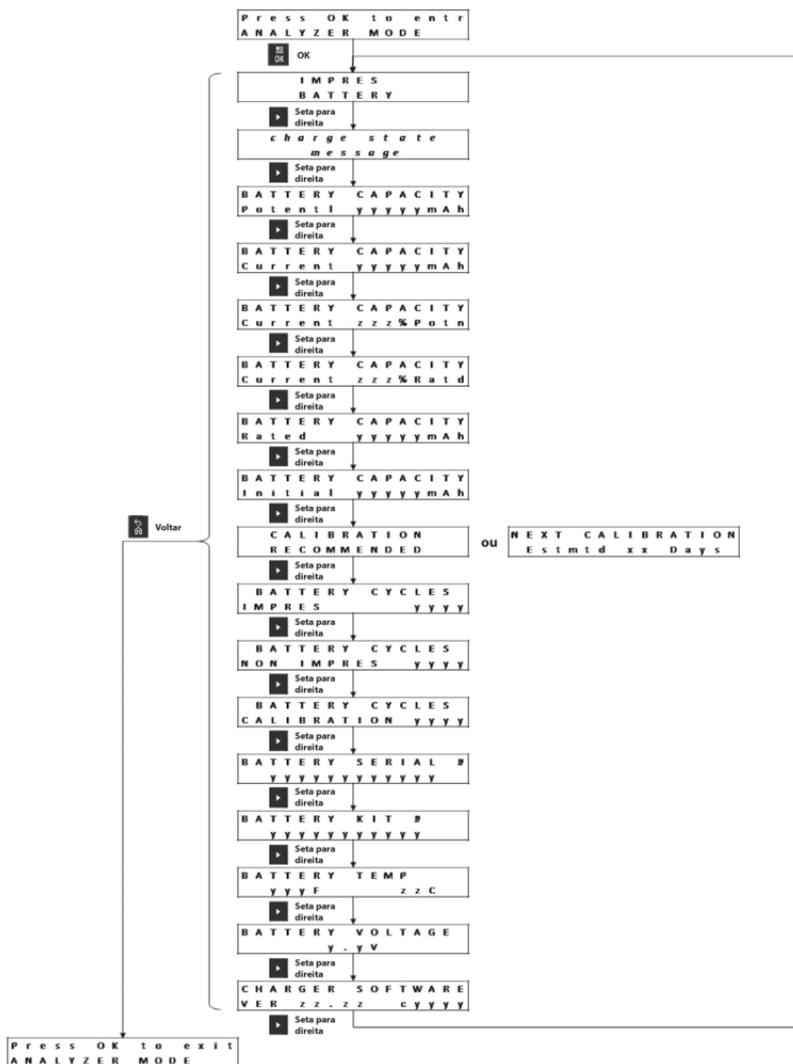 Press OK to entr
ANALYZER MODE
OK
OK
IMPRES
BATTERY
Seta para
direita
charge state
message
Seta para
direita
BATTERY CAPACITY
Potentl yyyyymAh
Seta para
direita
BATTERY CAPACITY
Current yyyyymAh
Seta para
direita
BATTERY CAPACITY
Current zzz%Potn
Seta para
direita
BATTERY CAPACITY
Current zzz%Ratd
Seta para
direita
BATTERY CAPACITY
Rated yyyyymAh
Seta para
direita
BATTERY CAPACITY
Initial yyyyymAh
Seta para
direita
Voltar
CALIBRATION
RECOMMENDED
ou
NEXT CALIBRATION
Estmtd xx Days
Seta para
direita
BATTERY CYCLES
IMPRES yyyy
Seta para
direita
BATTERY CYCLES
NON IMPRES yyyy
Seta para
direita
BATTERY CYCLES
CALIBRATION yyyy
Seta para
direita
BATTERY SERIAL #
yyyyyyyyyyyy
Seta para
direita
BATTERY KIT #
yyyyyyyyyyy
Seta para
direita
BATTERY TEMP
yyyF zzC
Seta para
direita
BATTERY VOLTAGE
y.yV
Seta para
direita
CHARGER SOFTWARE
VER zz.zz cyyyy
Seta para
direita
Press OK to exit
ANALYZER MODE